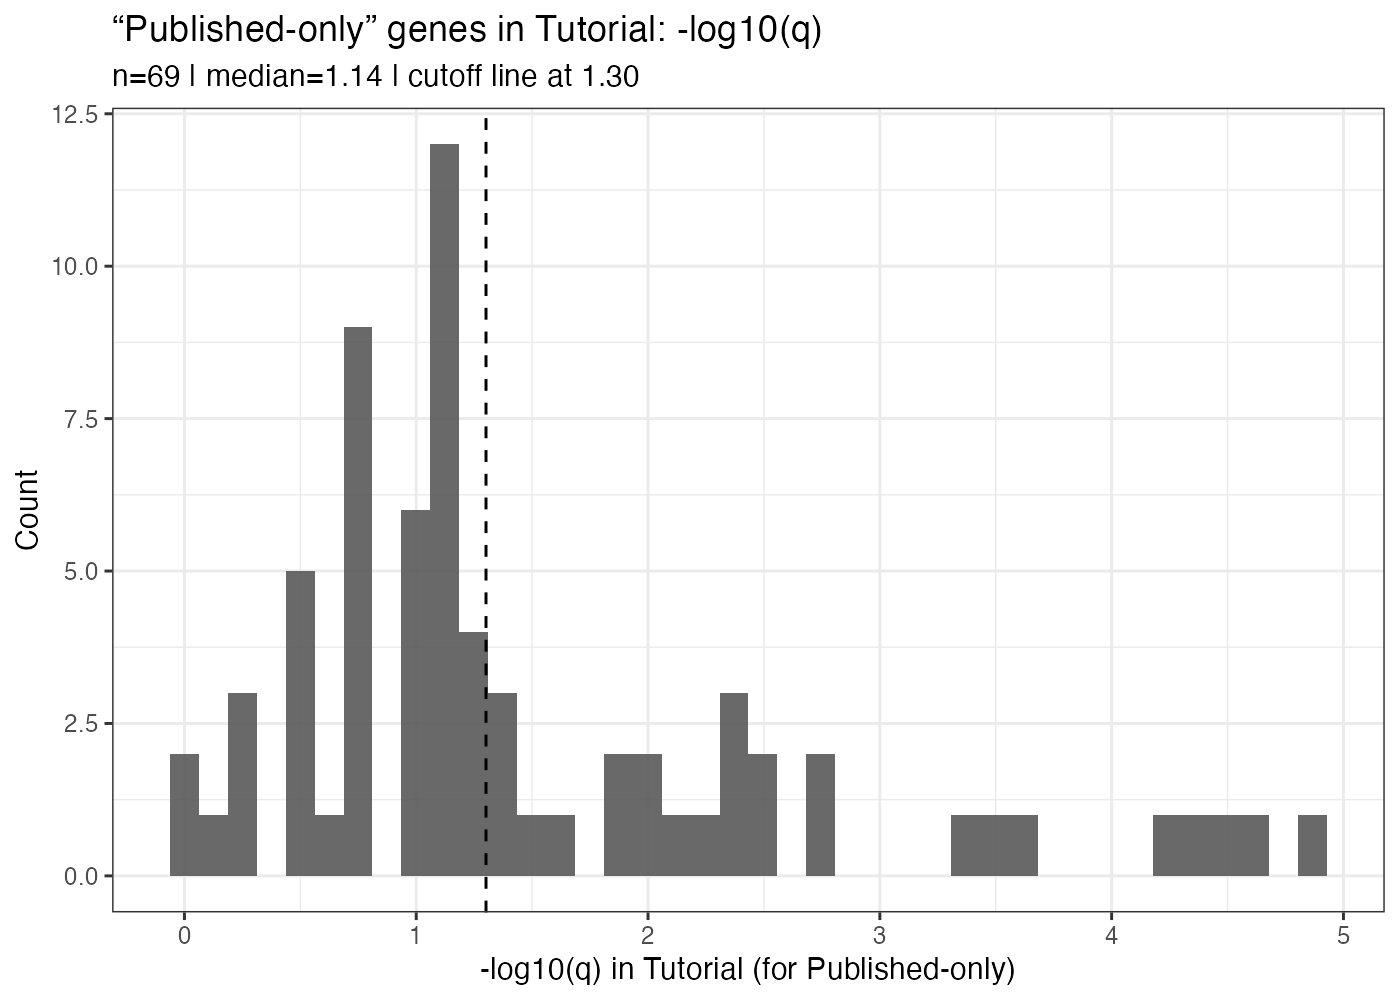 “Published-only” genes in Tutorial: -log10(q)
n=69 | median=1.14 | cutoff line at 1.30
12.5
10.0
7.5
5.0
2.5
0.0
Count
0 1 2 3 4 5
-log10(q) in Tutorial (for Published-only)